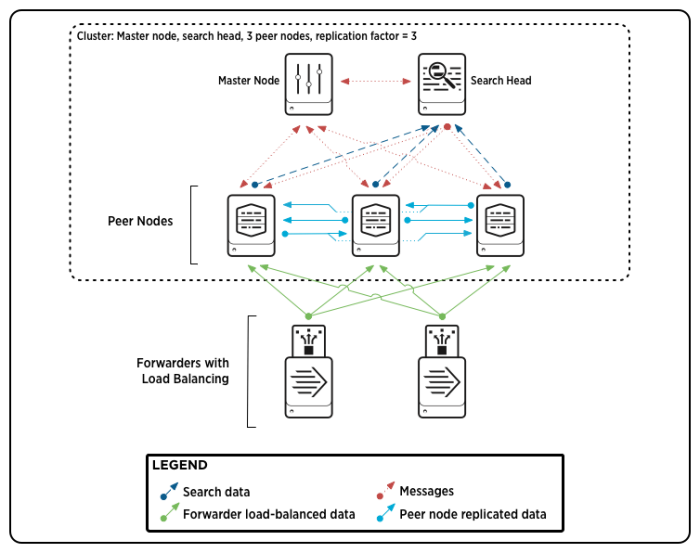 Cluster: Master node, search head, 3 peer nodes, replication factor = 3
Master Node
Search Head
Peer Nodes
Forwarders with
Load Balancing
LEGEND
Search data
Messages
Forwarder load-balanced data
Peer node replicated data